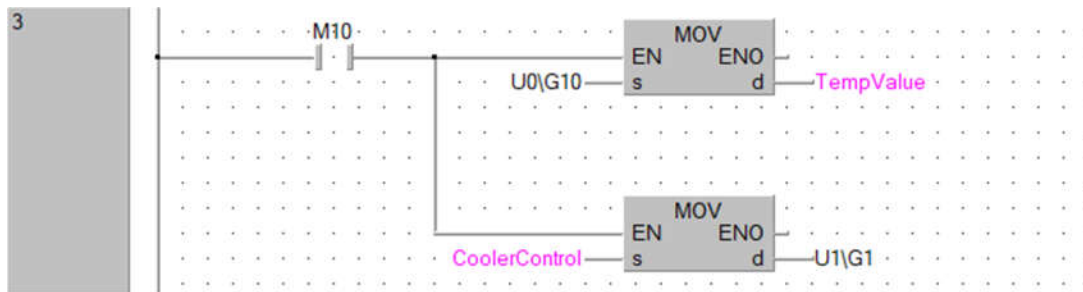 3
M10
MOV
EN ENO
U0\G10 s d TempValue
MOV
EN ENO
CoolerControl s d U1\G1